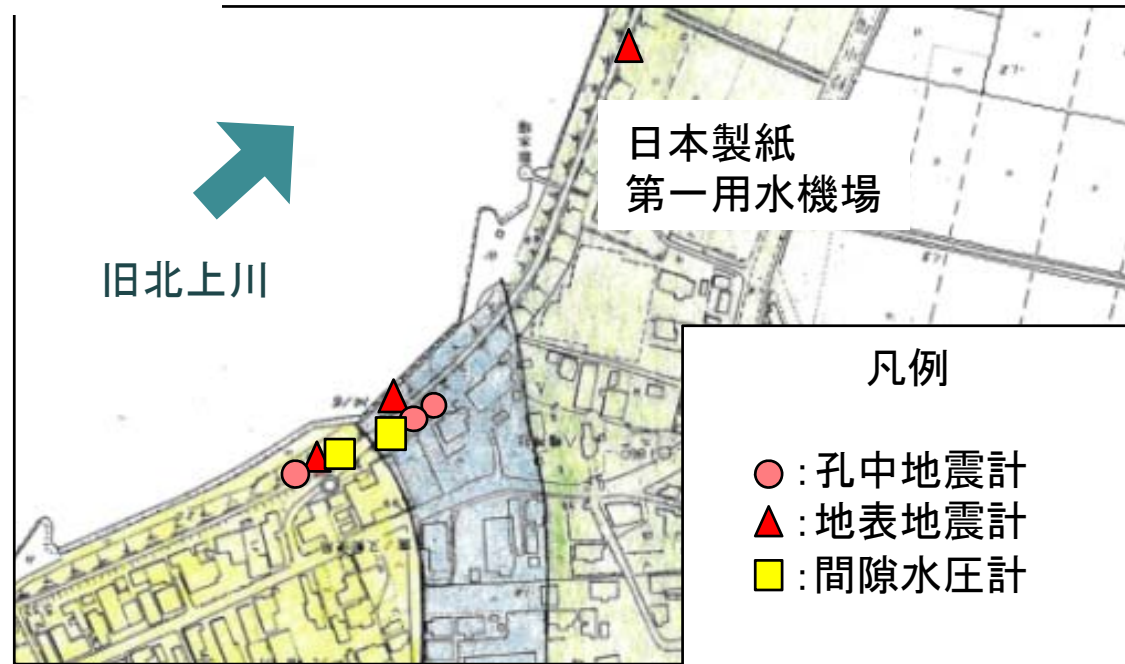 日本製紙
第一用水機場
旧北上川
凡例
:孔中地震計
:地表地震計
:間隙水圧計